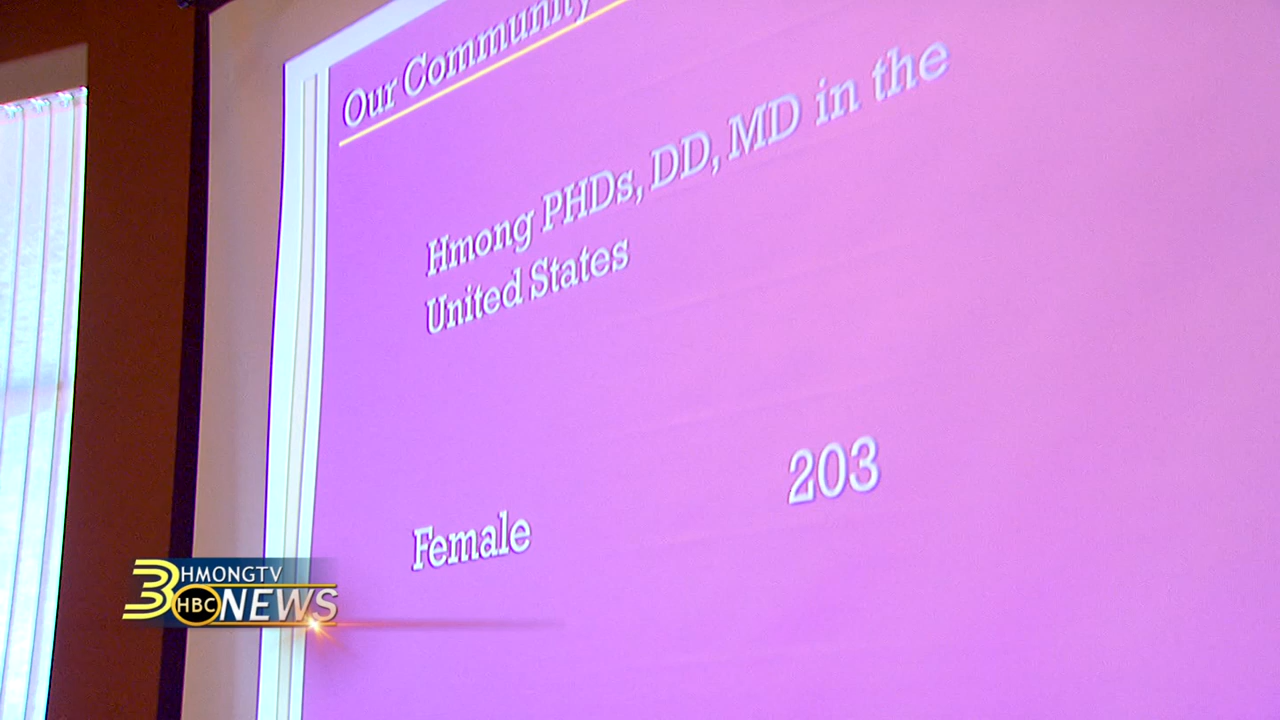 Our Community
Hmong PHDs, DD, MD in the
United States
203
Female
3 HMONGTV
HBC NEWS